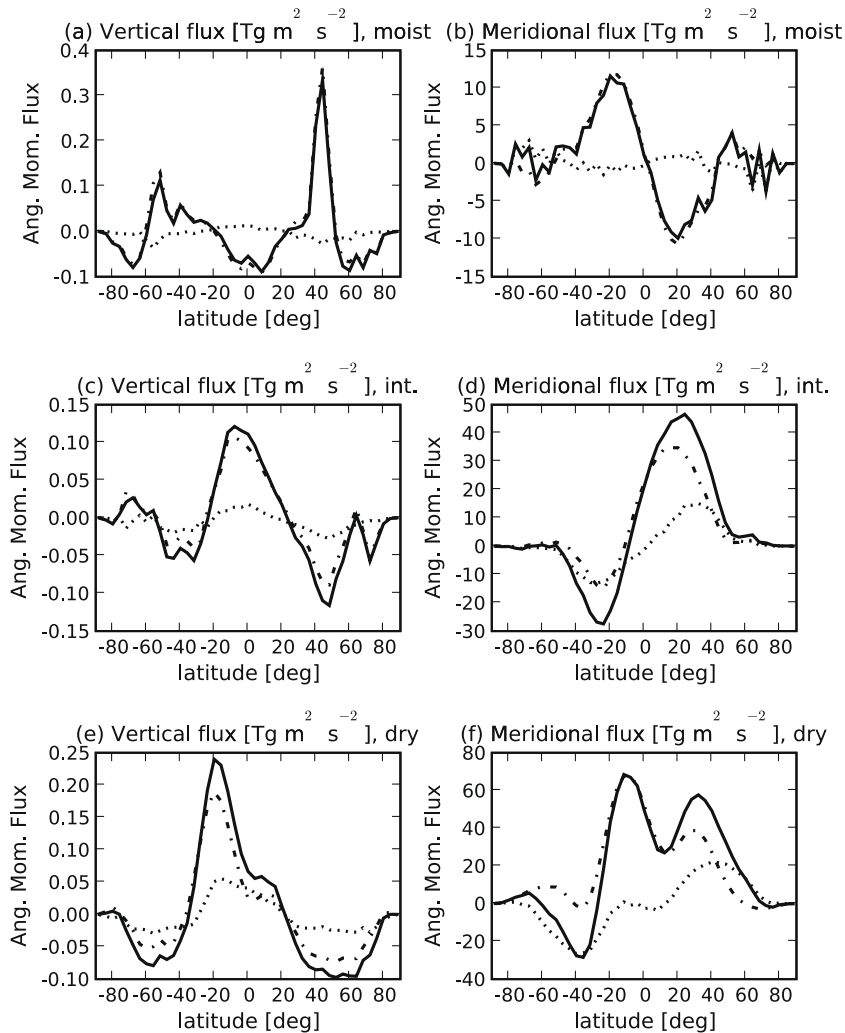 (a) Vertical flux [Tg m² s⁻²], moist
Ang. Mom. Flux
0.4
0.3
0.2
0.1
0.0
-0.1
-80 -60 -40 -20 0 20 40 60 80
latitude [deg]
(b) Meridional flux [Tg m² s⁻²], moist
Ang. Mom. Flux
15
10
5
0
-5
-10
15
-80 -60 -40 -20 0 20 40 60 80
latitude [deg]
(c) Vertical flux [Tg m² s⁻²], int.
Ang. Mom. Flux
0.15
0.10
0.05
0.00
-0.05
-0.10
-0.15
-80 -60 -40 -20 0 20 40 60 80
latitude [deg]
(d) Meridional flux [Tg m² s⁻²], int.
Ang. Mom. Flux
50
40
30
20
10
0
-10
-20
-30
-80 -60 -40 -20 0 20 40 60 80
latitude [deg]
(e) Vertical flux [Tg m² s⁻²], dry
Ang. Mom. Flux
0.25
0.20
0.15
0.10
0.05
0.00
-0.05
-0.10
-80 -60 -40 -20 0 20 40 60 80
latitude [deg]
(f) Meridional flux [Tg m² s⁻²], dry
Ang. Mom. Flux
80
60
40
20
0
-20
-40
-80 -60 -40 -20 0 20 40 60 80
latitude [deg]